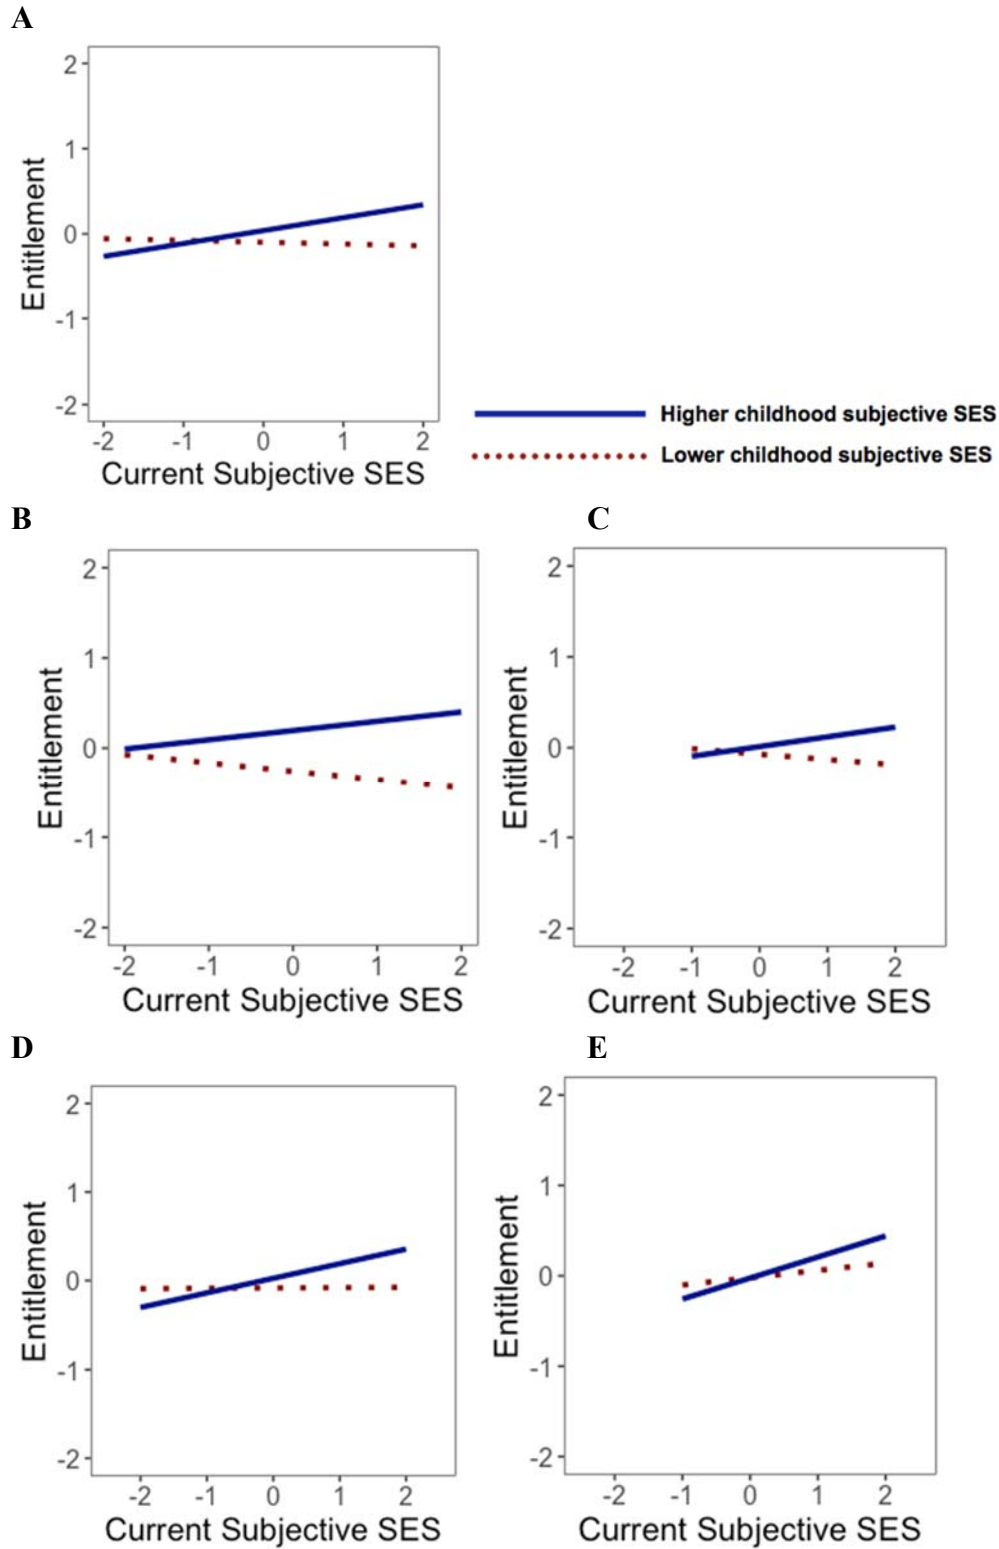 A
2
1
0
-1
-2
Entitlement
-2 -1 0 1 2
Current Subjective SES
Higher childhood subjective SES
Lower childhood subjective SES
B
2
1
0
-1
-2
Entitlement
-2 -1 0 1 2
Current Subjective SES
C
2
1
0
-1
-2
Entitlement
-2 -1 0 1 2
Current Subjective SES
D
2
1
0
-1
-2
Entitlement
-2 -1 0 1 2
Current Subjective SES
E
2
1
0
-1
-2
Entitlement
-2 -1 0 1 2
Current Subjective SES